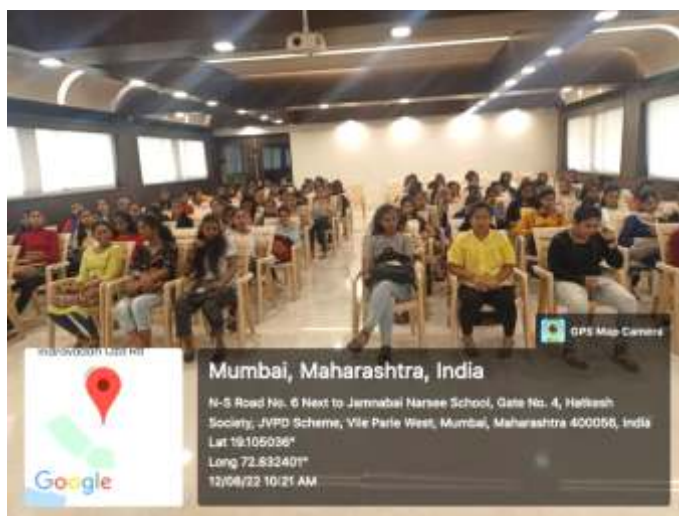 GPS Map Camera
Mumbai, Maharashtra, India
N-S Road No. 6 Next to Jamnabai Narsee School, Gate No. 4, Hatkesh
Society, JVPD Scheme, Vile Parle West, Mumbai, Maharashtra 400056, India
Lat 19.105036°
Long 72.832401°
12/08/22 10:21 AM
Google